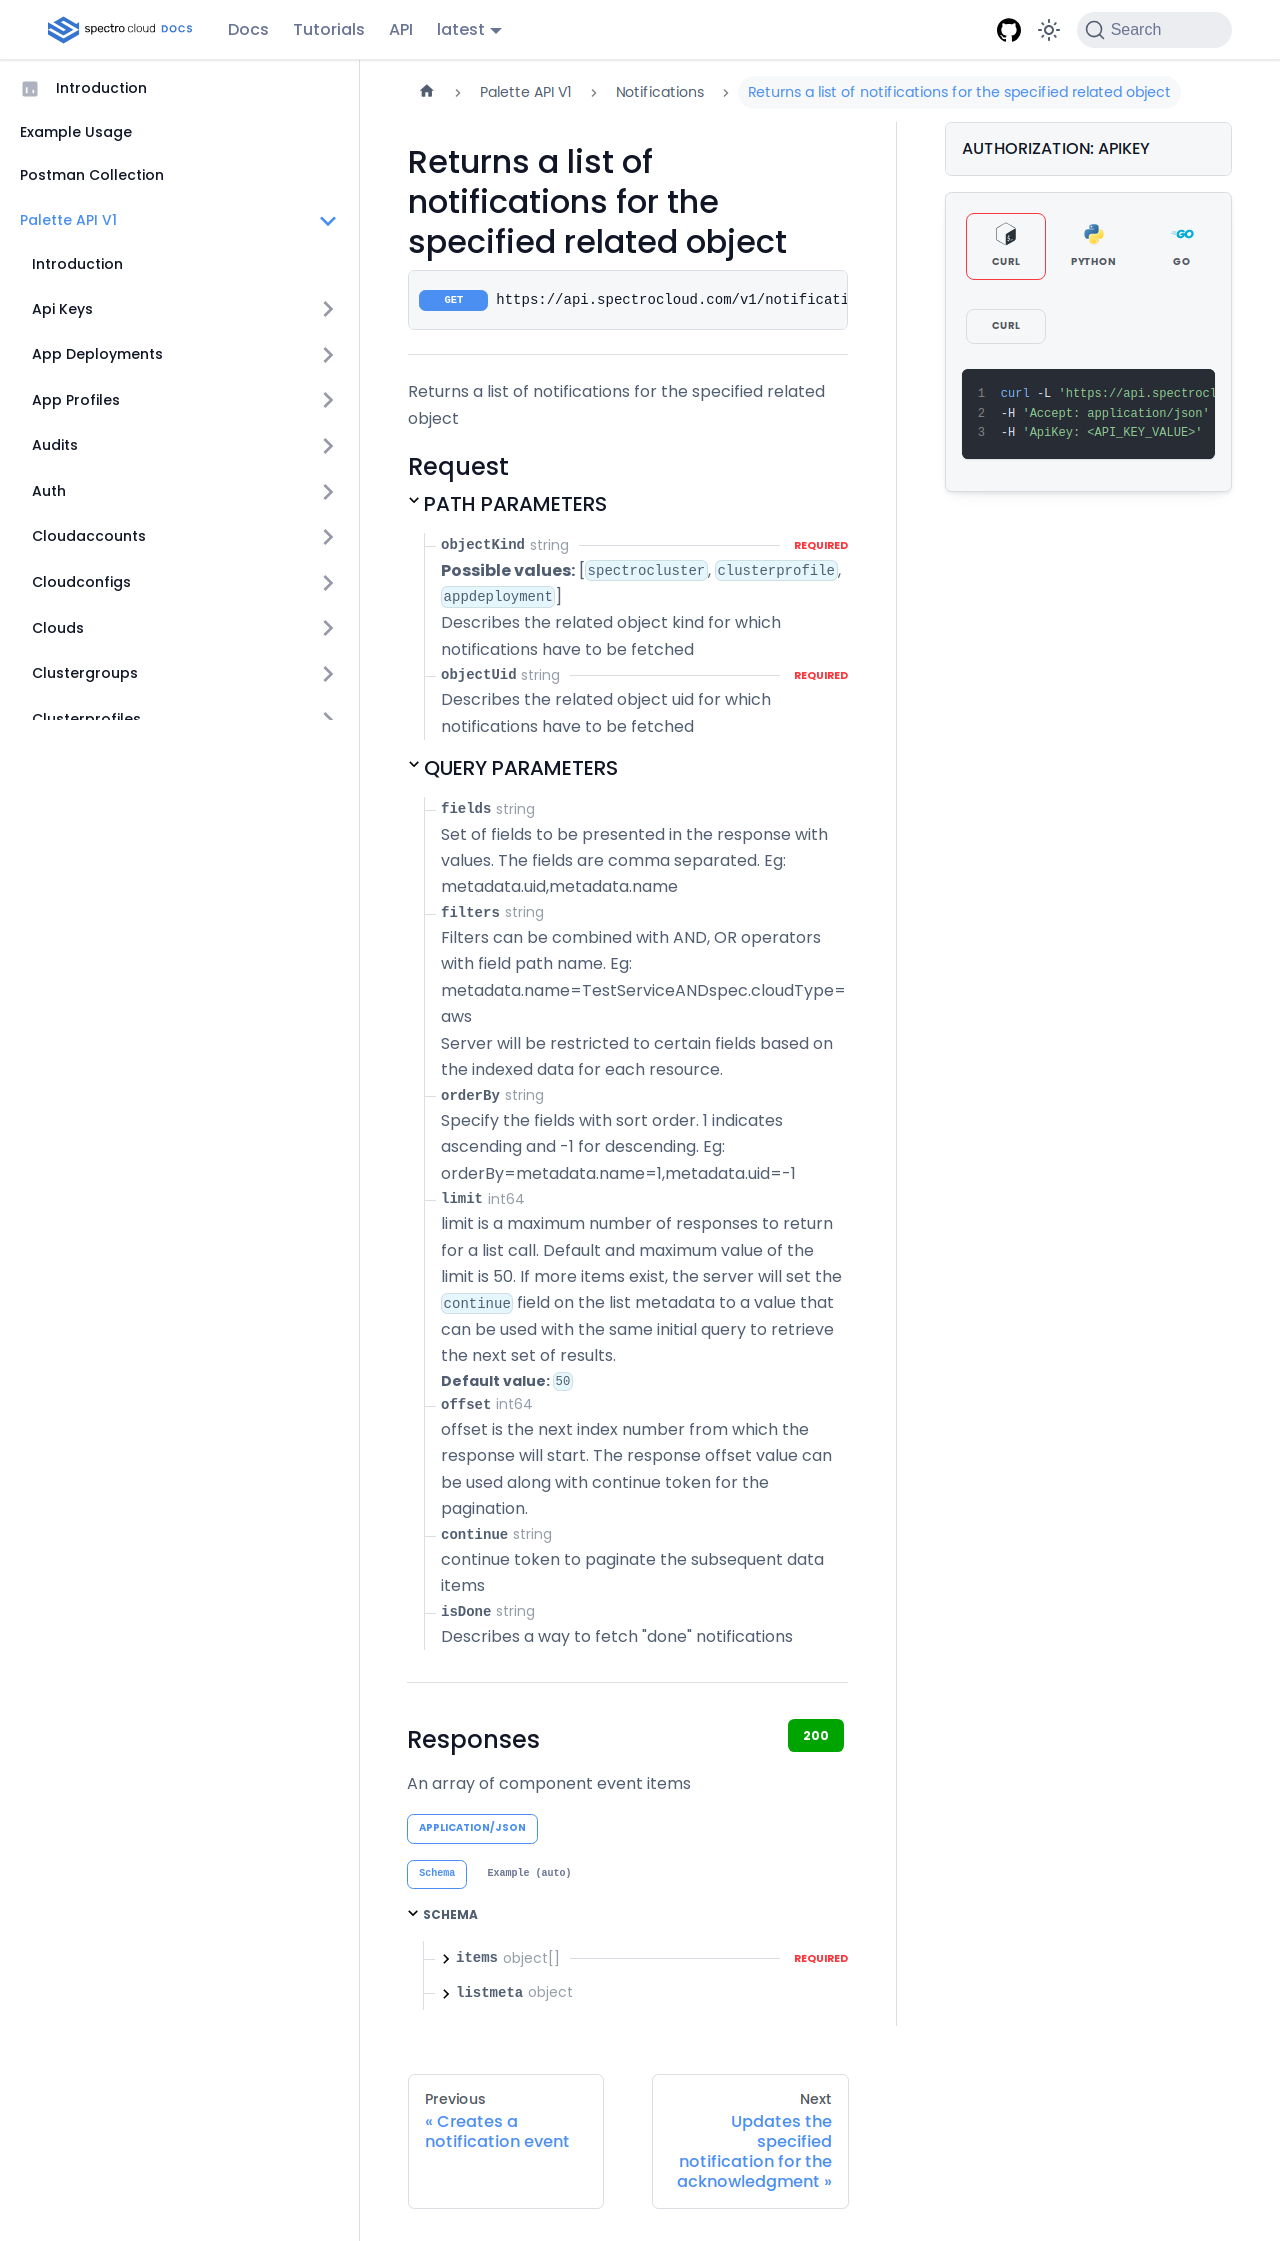 spectro cloud DOCS
Docs Tutorials API latest
Search
Introduction
Example Usage
Postman Collection
Palette API V1
Introduction
Api Keys
App Deployments
App Profiles
Audits
Auth
Cloudaccounts
Cloudconfigs
Clouds
Clustergroups
Clusterprofiles
Palette API V1 > Notifications > Returns a list of notifications for the specified related object
Returns a list of
notifications for the
specified related object
GET https://api.spectrocloud.com/v1/notificati
Returns a list of notifications for the specified related
object
Request
PATH PARAMETERS
objectKind string REQUIRED
Possible values: [spectrocluster, clusterprofile,
appdeployment]
Describes the related object kind for which
notifications have to be fetched
objectUid string REQUIRED
Describes the related object uid for which
notifications have to be fetched
QUERY PARAMETERS
fields string
Set of fields to be presented in the response with
values. The fields are comma separated. Eg:
metadata.uid,metadata.name
filters string
Filters can be combined with AND, OR operators
with field path name. Eg:
metadata.name=TestServiceANDspec.cloudType=
aws
Server will be restricted to certain fields based on
the indexed data for each resource.
orderBy string
Specify the fields with sort order. 1 indicates
ascending and -1 for descending. Eg:
orderBy=metadata.name=1,metadata.uid=-1
limit int64
limit is a maximum number of responses to return
for a list call. Default and maximum value of the
limit is 50. If more items exist, the server will set the
continue field on the list metadata to a value that
can be used with the same initial query to retrieve
the next set of results.
Default value: 50
offset int64
offset is the next index number from which the
response will start. The response offset value can
be used along with continue token for the
pagination.
continue string
continue token to paginate the subsequent data
items
isDone string
Describes a way to fetch "done" notifications
Responses 200
An array of component event items
APPLICATION/JSON
Schema Example (auto)
SCHEMA
items object[] REQUIRED
listmeta object
Previous
« Creates a
notification event
Next
Updates the
specified
notification for the
acknowledgment »
AUTHORIZATION: APIKEY
CURL PYTHON GO
CURL
1 curl -L 'https://api.spectrocl
2 -H 'Accept: application/json'
3 -H 'ApiKey: <API_KEY_VALUE>'